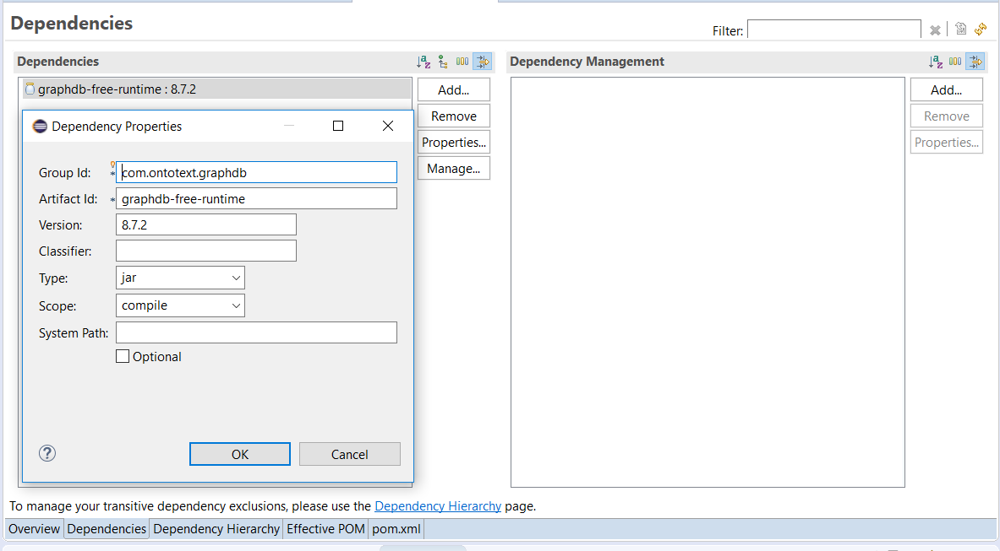 Dependencies
Filter:
Dependencies
Dependency Management
graphdb-free-runtime : 8.7.2
Add...
Remove
Properties...
Manage...
Add...
Remove
Properties...
Dependency Properties
Group Id: com.ontotext.graphdb
Artifact Id: graphdb-free-runtime
Version: 8.7.2
Classifier:
Type: jar
Scope: compile
System Path:
Optional
OK
Cancel
To manage your transitive dependency exclusions, please use the Dependency Hierarchy page.
Overview Dependencies Dependency Hierarchy Effective POM pom.xml